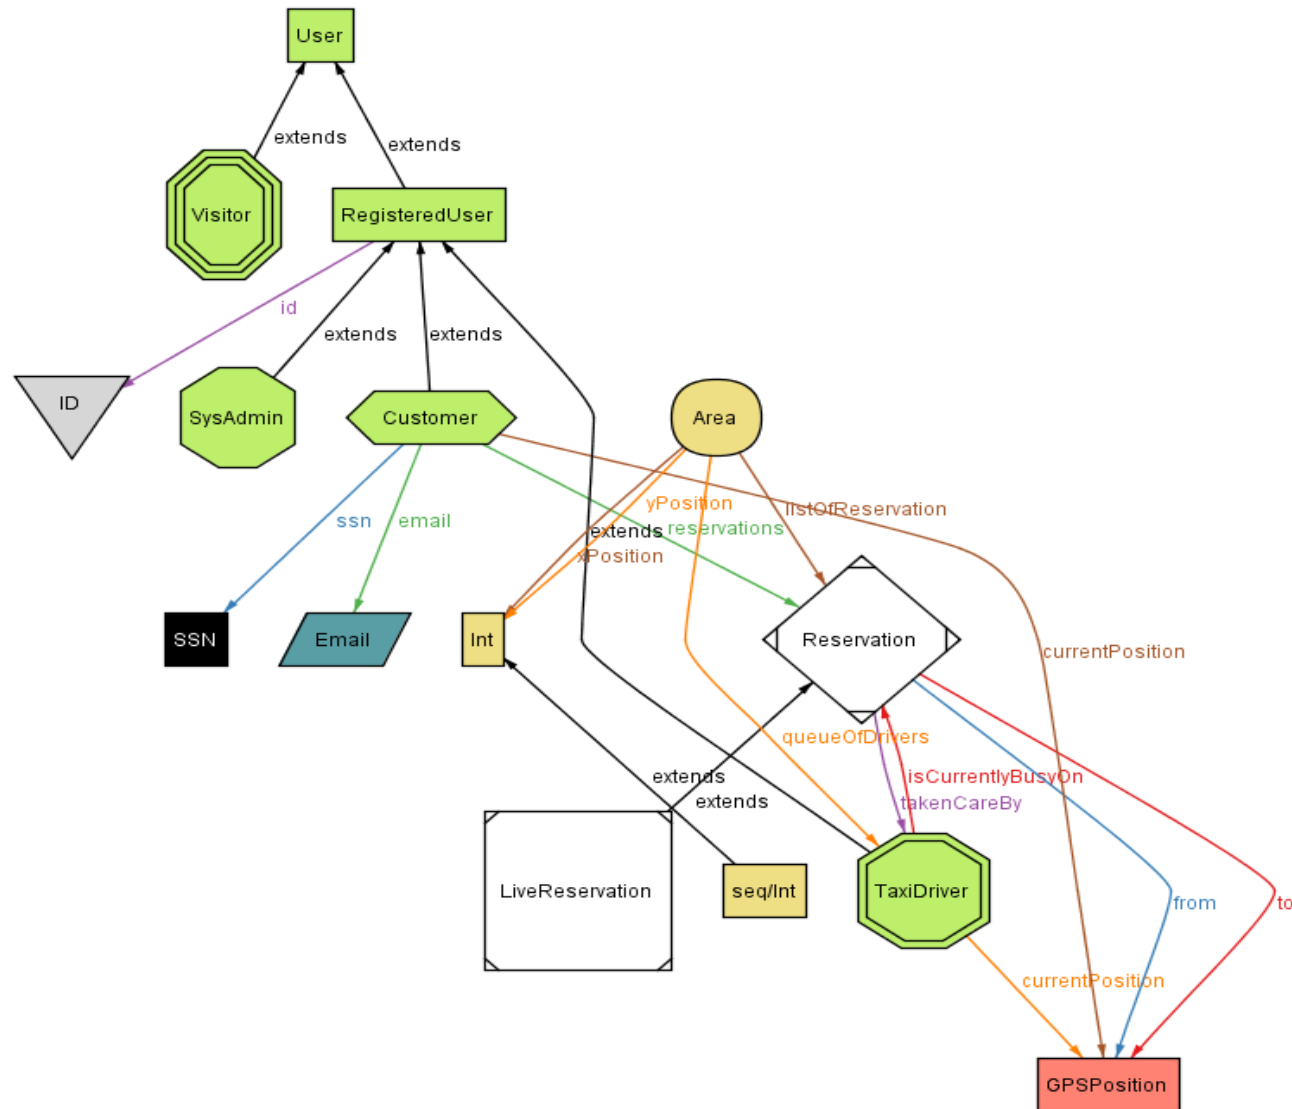 User
extends
extends
Visitor
RegisteredUser
id
extends
extends
ID
SysAdmin
Customer
Area
ssn
email
yPosition
listOfReservation
extends
reservations
xPosition
SSN
Email
Int
Reservation
currentPosition
queueOfDrivers
extends
isCurrentlyBusyOn
extends
takenCareBy
LiveReservation
seq/Int
TaxiDriver
from
to
currentPosition
GPSPosition